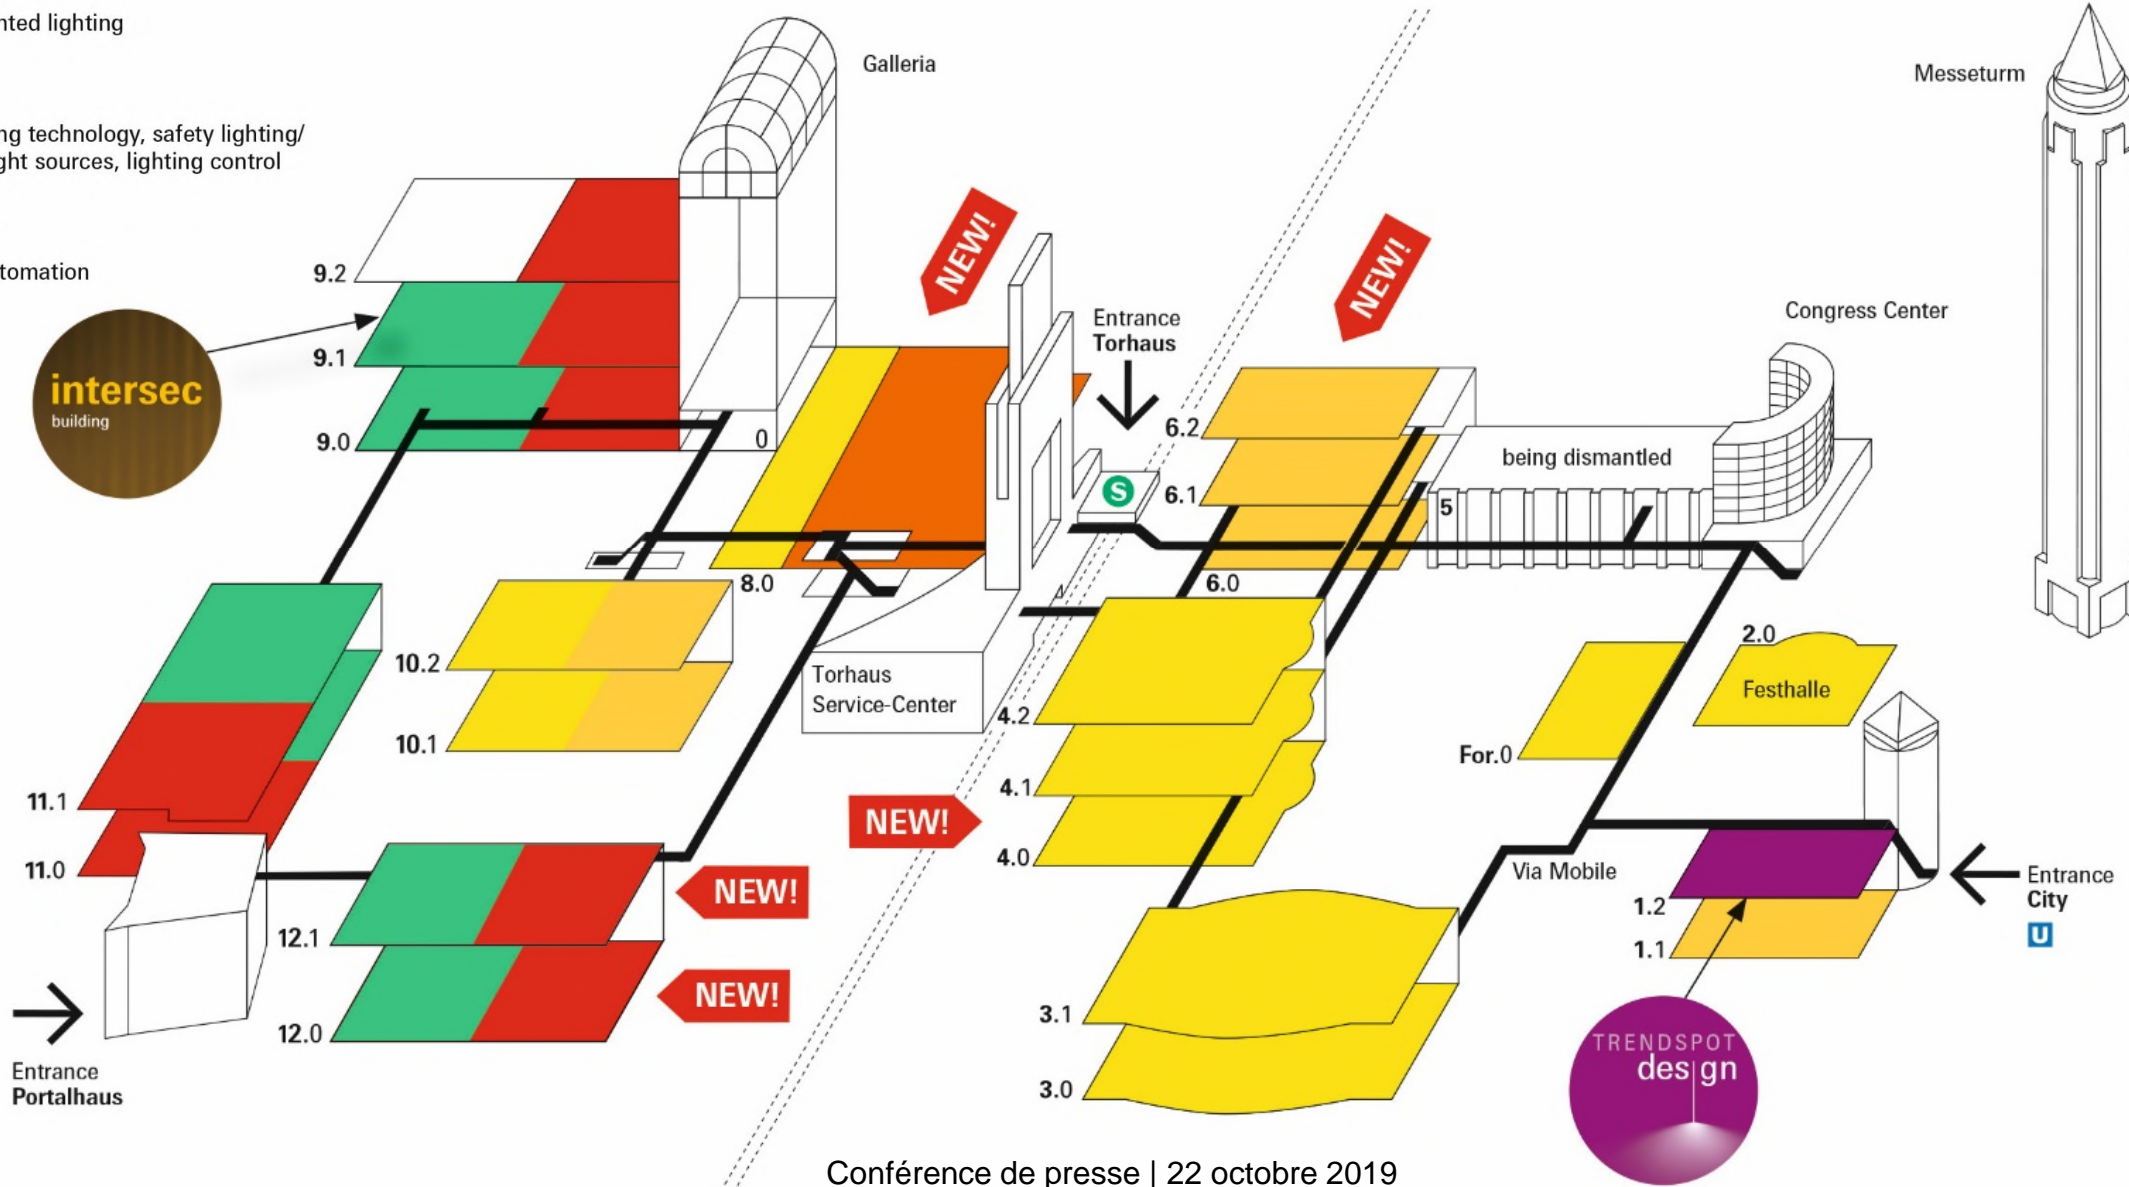 nted lighting
Galleria
Messeturm
ng technology, safety lighting/
ght sources, lighting control
NEW!
NEW!
9.2
tomation
Entrance
Torhaus
Congress Center
9.1
intersec
building
9.0
0
6.2
being dismantled
6.1
S
5
8.0
6.0
10.2
2.0
Torhaus
Service-Center
Festhalle
4.2
10.1
For.0
11.1
4.1
NEW!
4.0
11.0
Via Mobile
NEW!
Entrance
City
U
1.2
12.1
1.1
NEW!
3.1
12.0
TRENDSPOT
design
Entrance
Portalhaus
3.0
Conférence de presse | 22 octobre 2019